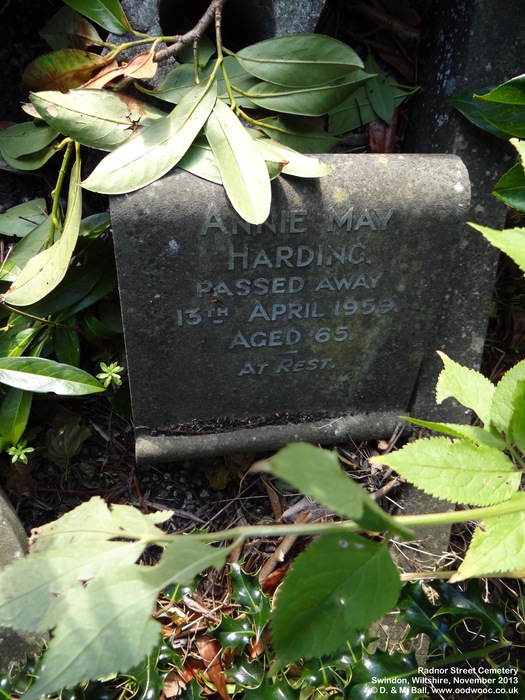 ANNIE MAY
HARDING.
PASSED AWAY
13TH APRIL
AGED 65.
AT REST.
Radnor Street Cemetery
Swindon, Wiltshire, November 2013
© D. & M. Ball, www.oodwooc.co.uk